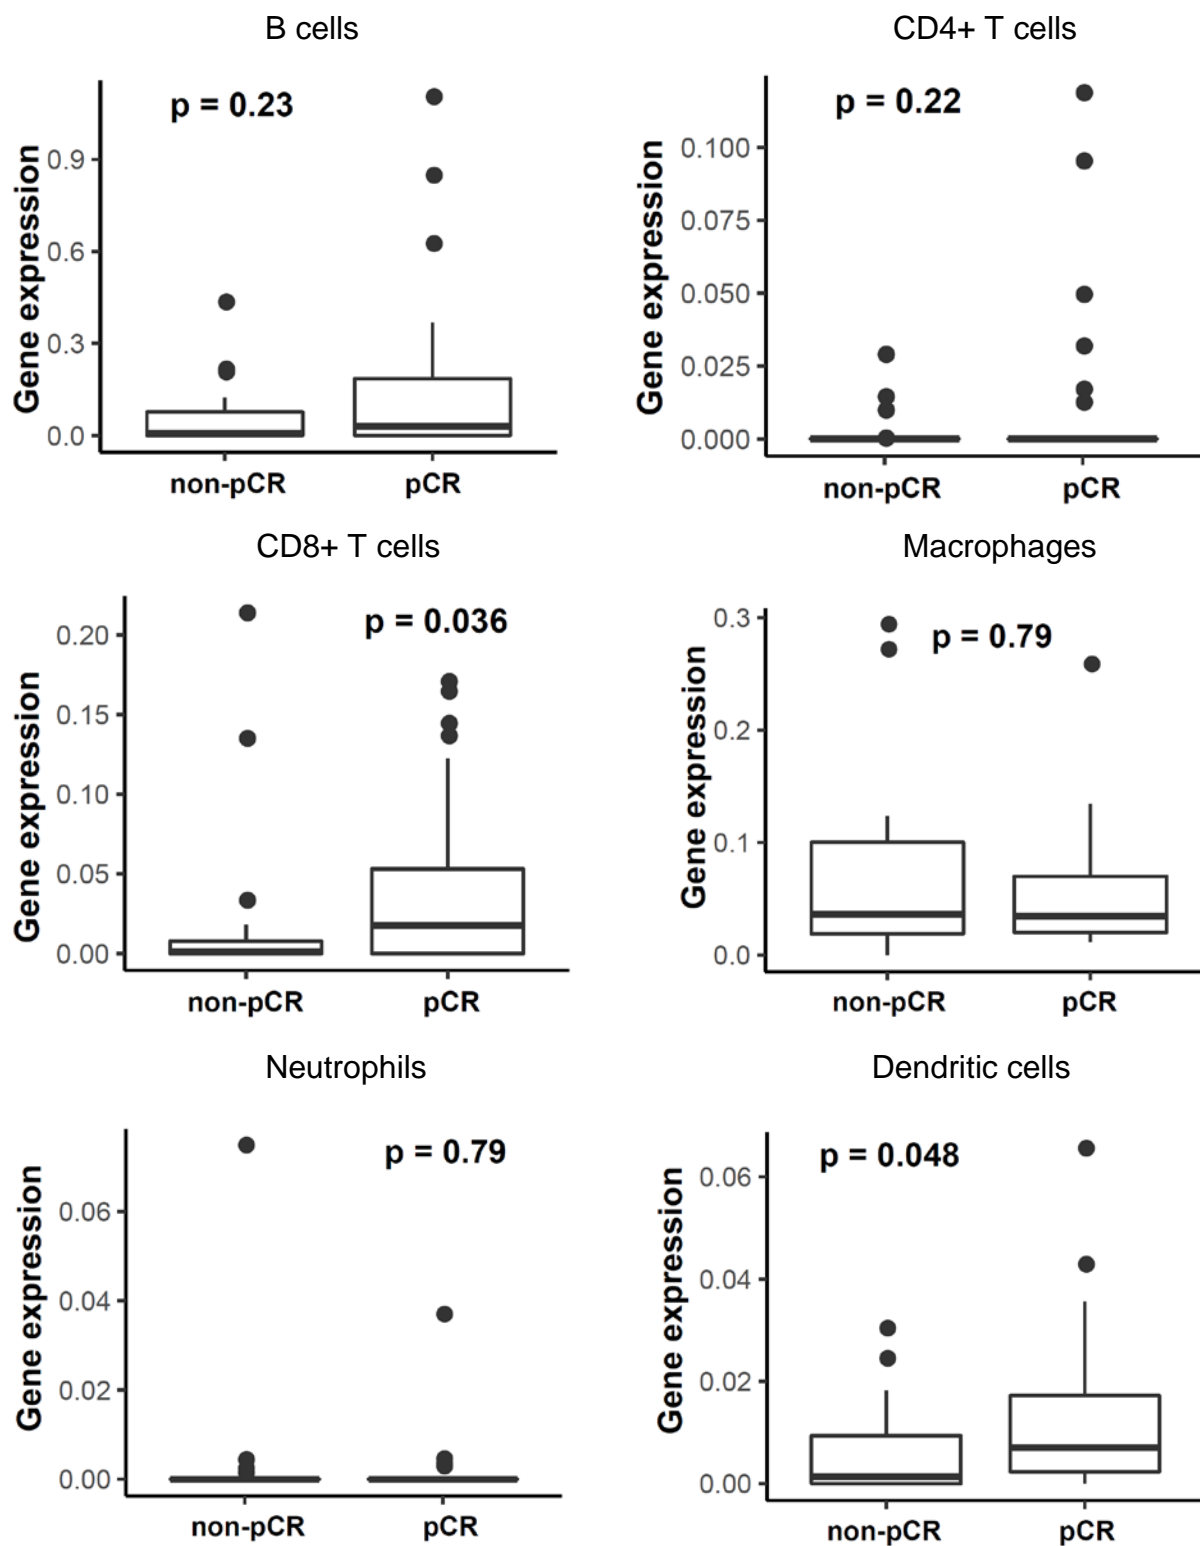 B cells
p = 0.23
Gene expression
0.9
0.6
0.3
0.0
non-pCR pCR
CD4+ T cells
p = 0.22
Gene expression
0.100
0.075
0.050
0.025
0.000
non-pCR pCR
CD8+ T cells
p = 0.036
Gene expression
0.20
0.15
0.10
0.05
0.00
non-pCR pCR
Macrophages
p = 0.79
Gene expression
0.3
0.2
0.1
0.0
non-pCR pCR
Neutrophils
p = 0.79
Gene expression
0.06
0.04
0.02
0.00
non-pCR pCR
Dendritic cells
p = 0.048
Gene expression
0.06
0.04
0.02
0.00
non-pCR pCR